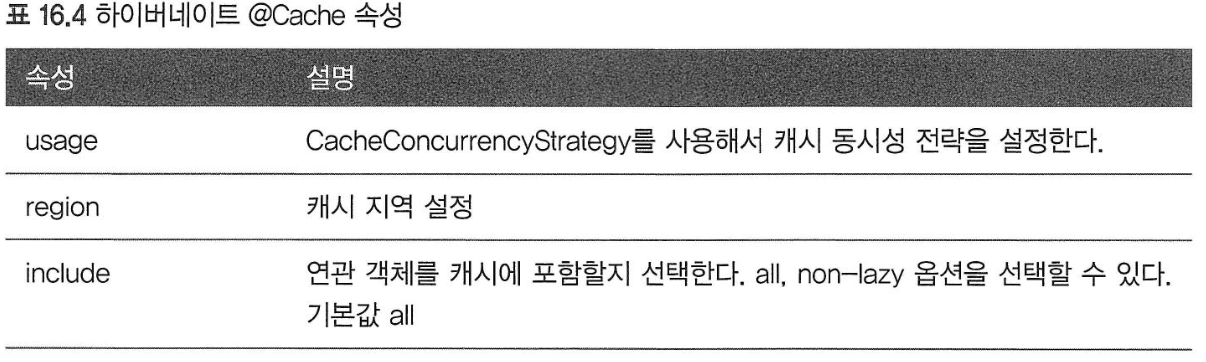 표 16.4 하이버네이트 @Cache 속성
속성 설명
usage CacheConcurrencyStrategy를 사용해서 캐시 동시성 전략을 설정한다.
region 캐시 지역 설정
include 연관 객체를 캐시에 포함할지 선택한다. all, non-lazy 옵션을 선택할 수 있다.
기본값 all